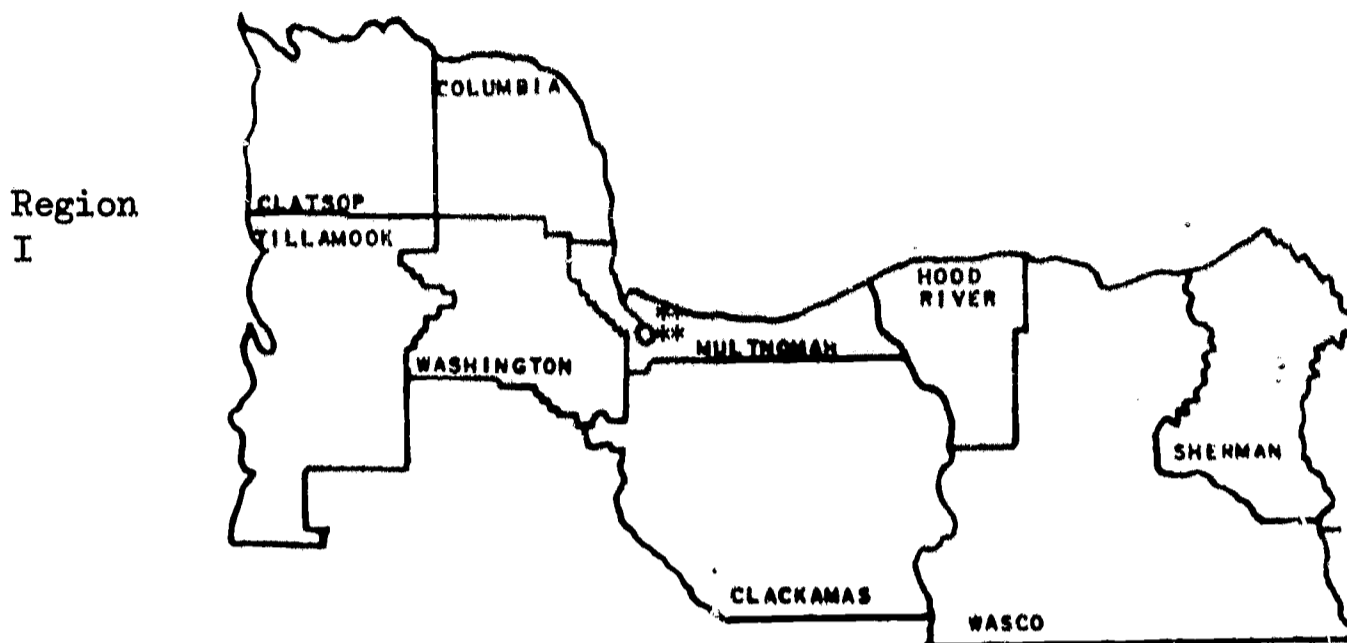 COLUMBIA
Region
I
CLATSOP
TILLAMOOK
HOOD
RIVER
**
**
MULTNOMAH
WASHINGTON
SHERMAN
CLACKAMAS
WASCO